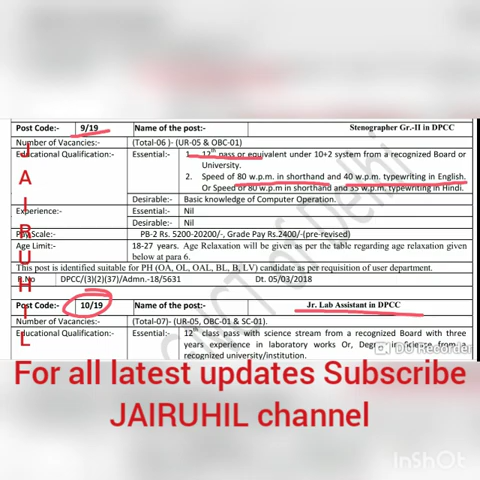 Post Code:- 9/19 Name of the post:- Stenographer Gr.-II in DPCC
Number of Vacancies:- (Total-06 )- (UR-05 & OBC-01)
Educational Qualification:- Essential: 1. 12th pass or equivalent under 10+2 system from a recognized Board or
University.
2. Speed of 80 w.p.m. in shorthand and 40 w.p.m. typewriting in English.
Or Speed of 80 w.p.m in shorthand and 35 w.p.m, typewriting in Hindi.
Desirable:- Basic knowledge of Computer Operation.
Experience:- Essential:- Nil
Desirable:- Nil
Pay Scale:- PB-2 Rs. 5200-20200/-, Grade Pay Rs.2400/-(pre-revised)
Age Limit:- 18-27 years. Age Relaxation will be given as per the table regarding age relaxation given
below at para 6.
This post is identified suitable for PH (OA, OL, OAL, BL, B, LV) candidate as per requisition of user department.
R.No DPCC/(3)(2)(37)/Admn.-18/5631 Dt. 05/03/2018
Post Code:- 10/19 Name of the post:- Jr. Lab Assistant in DPCC
Number of Vacancies:- (Total-07)- (UR-05, OBC-01 & SC-01).
Educational Qualification:- Essential: 12th class pass with science stream from a recognized Board with three
years experience in laboratory works Or, Degree in Science from a
recognized university/institution.
JAIRUHIL
DU Recorder
For all latest updates Subscribe
JAIRUHIL channel
InShOt